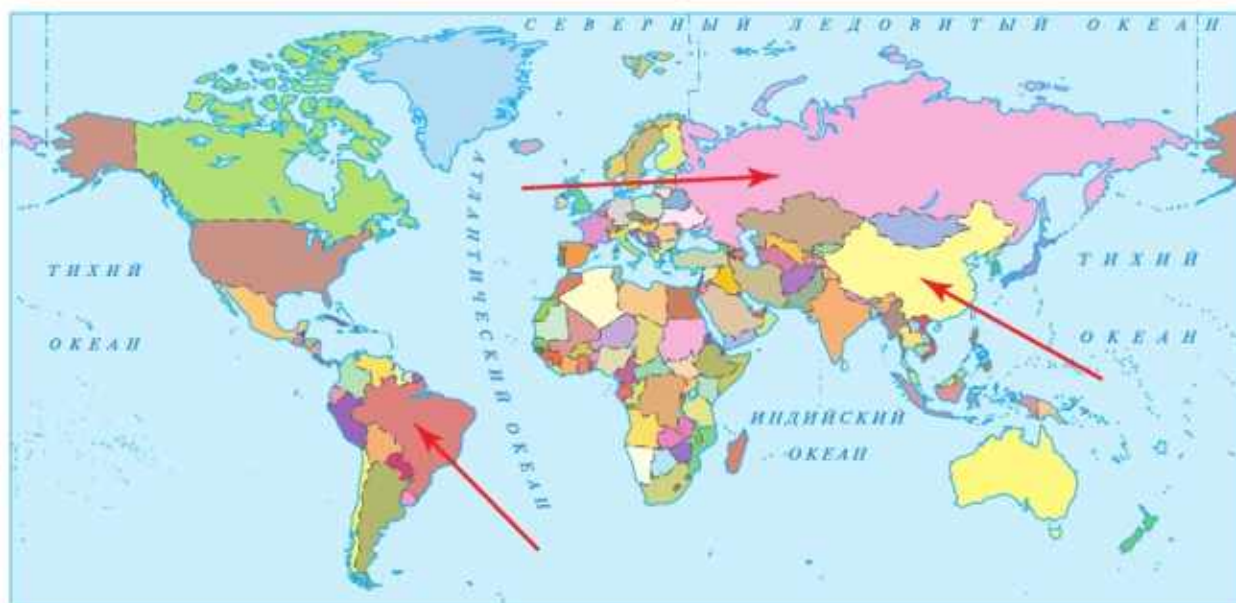 СЕВЕРНЫЙ ЛЕДОВИТЫЙ ОКЕАН
АТЛАНТИЧЕСКИЙ ОКЕАН
ТИХИЙ
ОКЕАН
ТИХИЙ
ОКЕАН
ИНДИЙСКИЙ
ОКЕАН